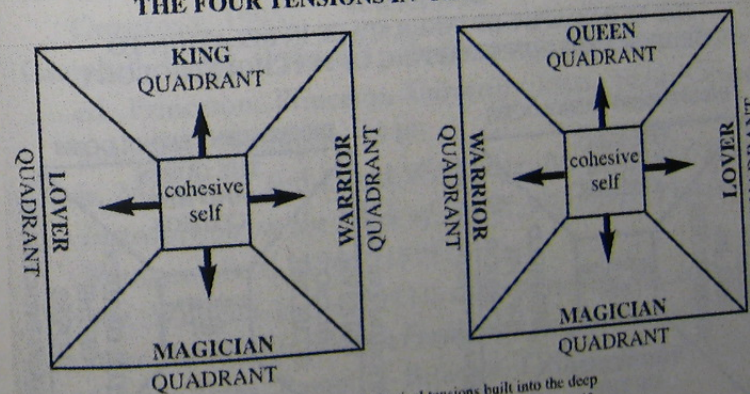 THE FOUR TENSIONS IN
KING
QUADRANT
LOVER
QUADRANT
cohesive
self
WARRIOR
QUADRANT
MAGICIAN
QUADRANT
QUEEN
QUADRANT
WARRIOR
QUADRANT
cohesive
self
LOVER
MAGICIAN
QUADRANT
tensions built into the deep